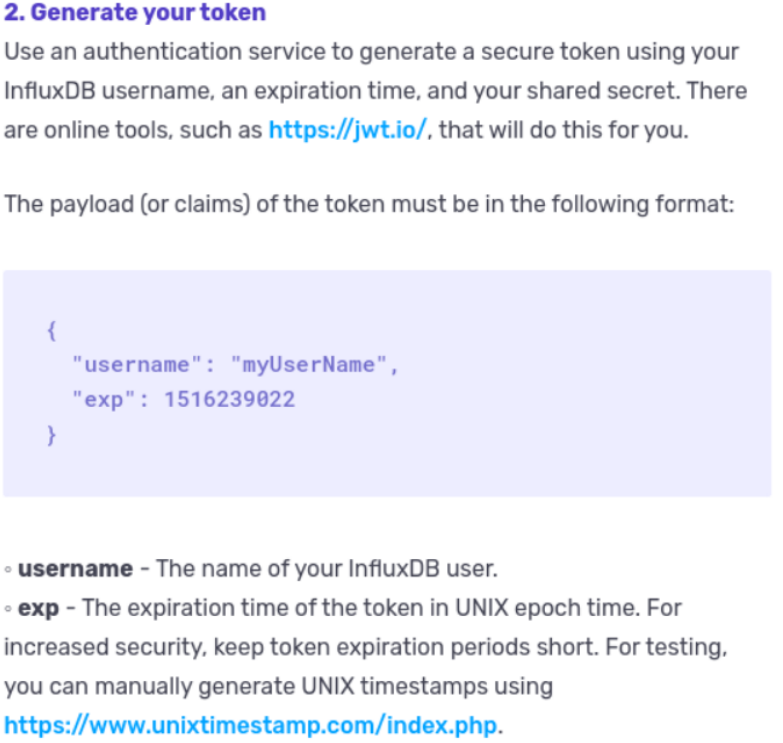 2. Generate your token
Use an authentication service to generate a secure token using your
InfluxDB username, an expiration time, and your shared secret. There
are online tools, such as https://jwt.io/, that will do this for you.
The payload (or claims) of the token must be in the following format:
{
"username": "myUserName",
"exp": 1516239022
}
◦ username - The name of your InfluxDB user.
◦ exp - The expiration time of the token in UNIX epoch time. For
increased security, keep token expiration periods short. For testing,
you can manually generate UNIX timestamps using
https://www.unixtimestamp.com/index.php.